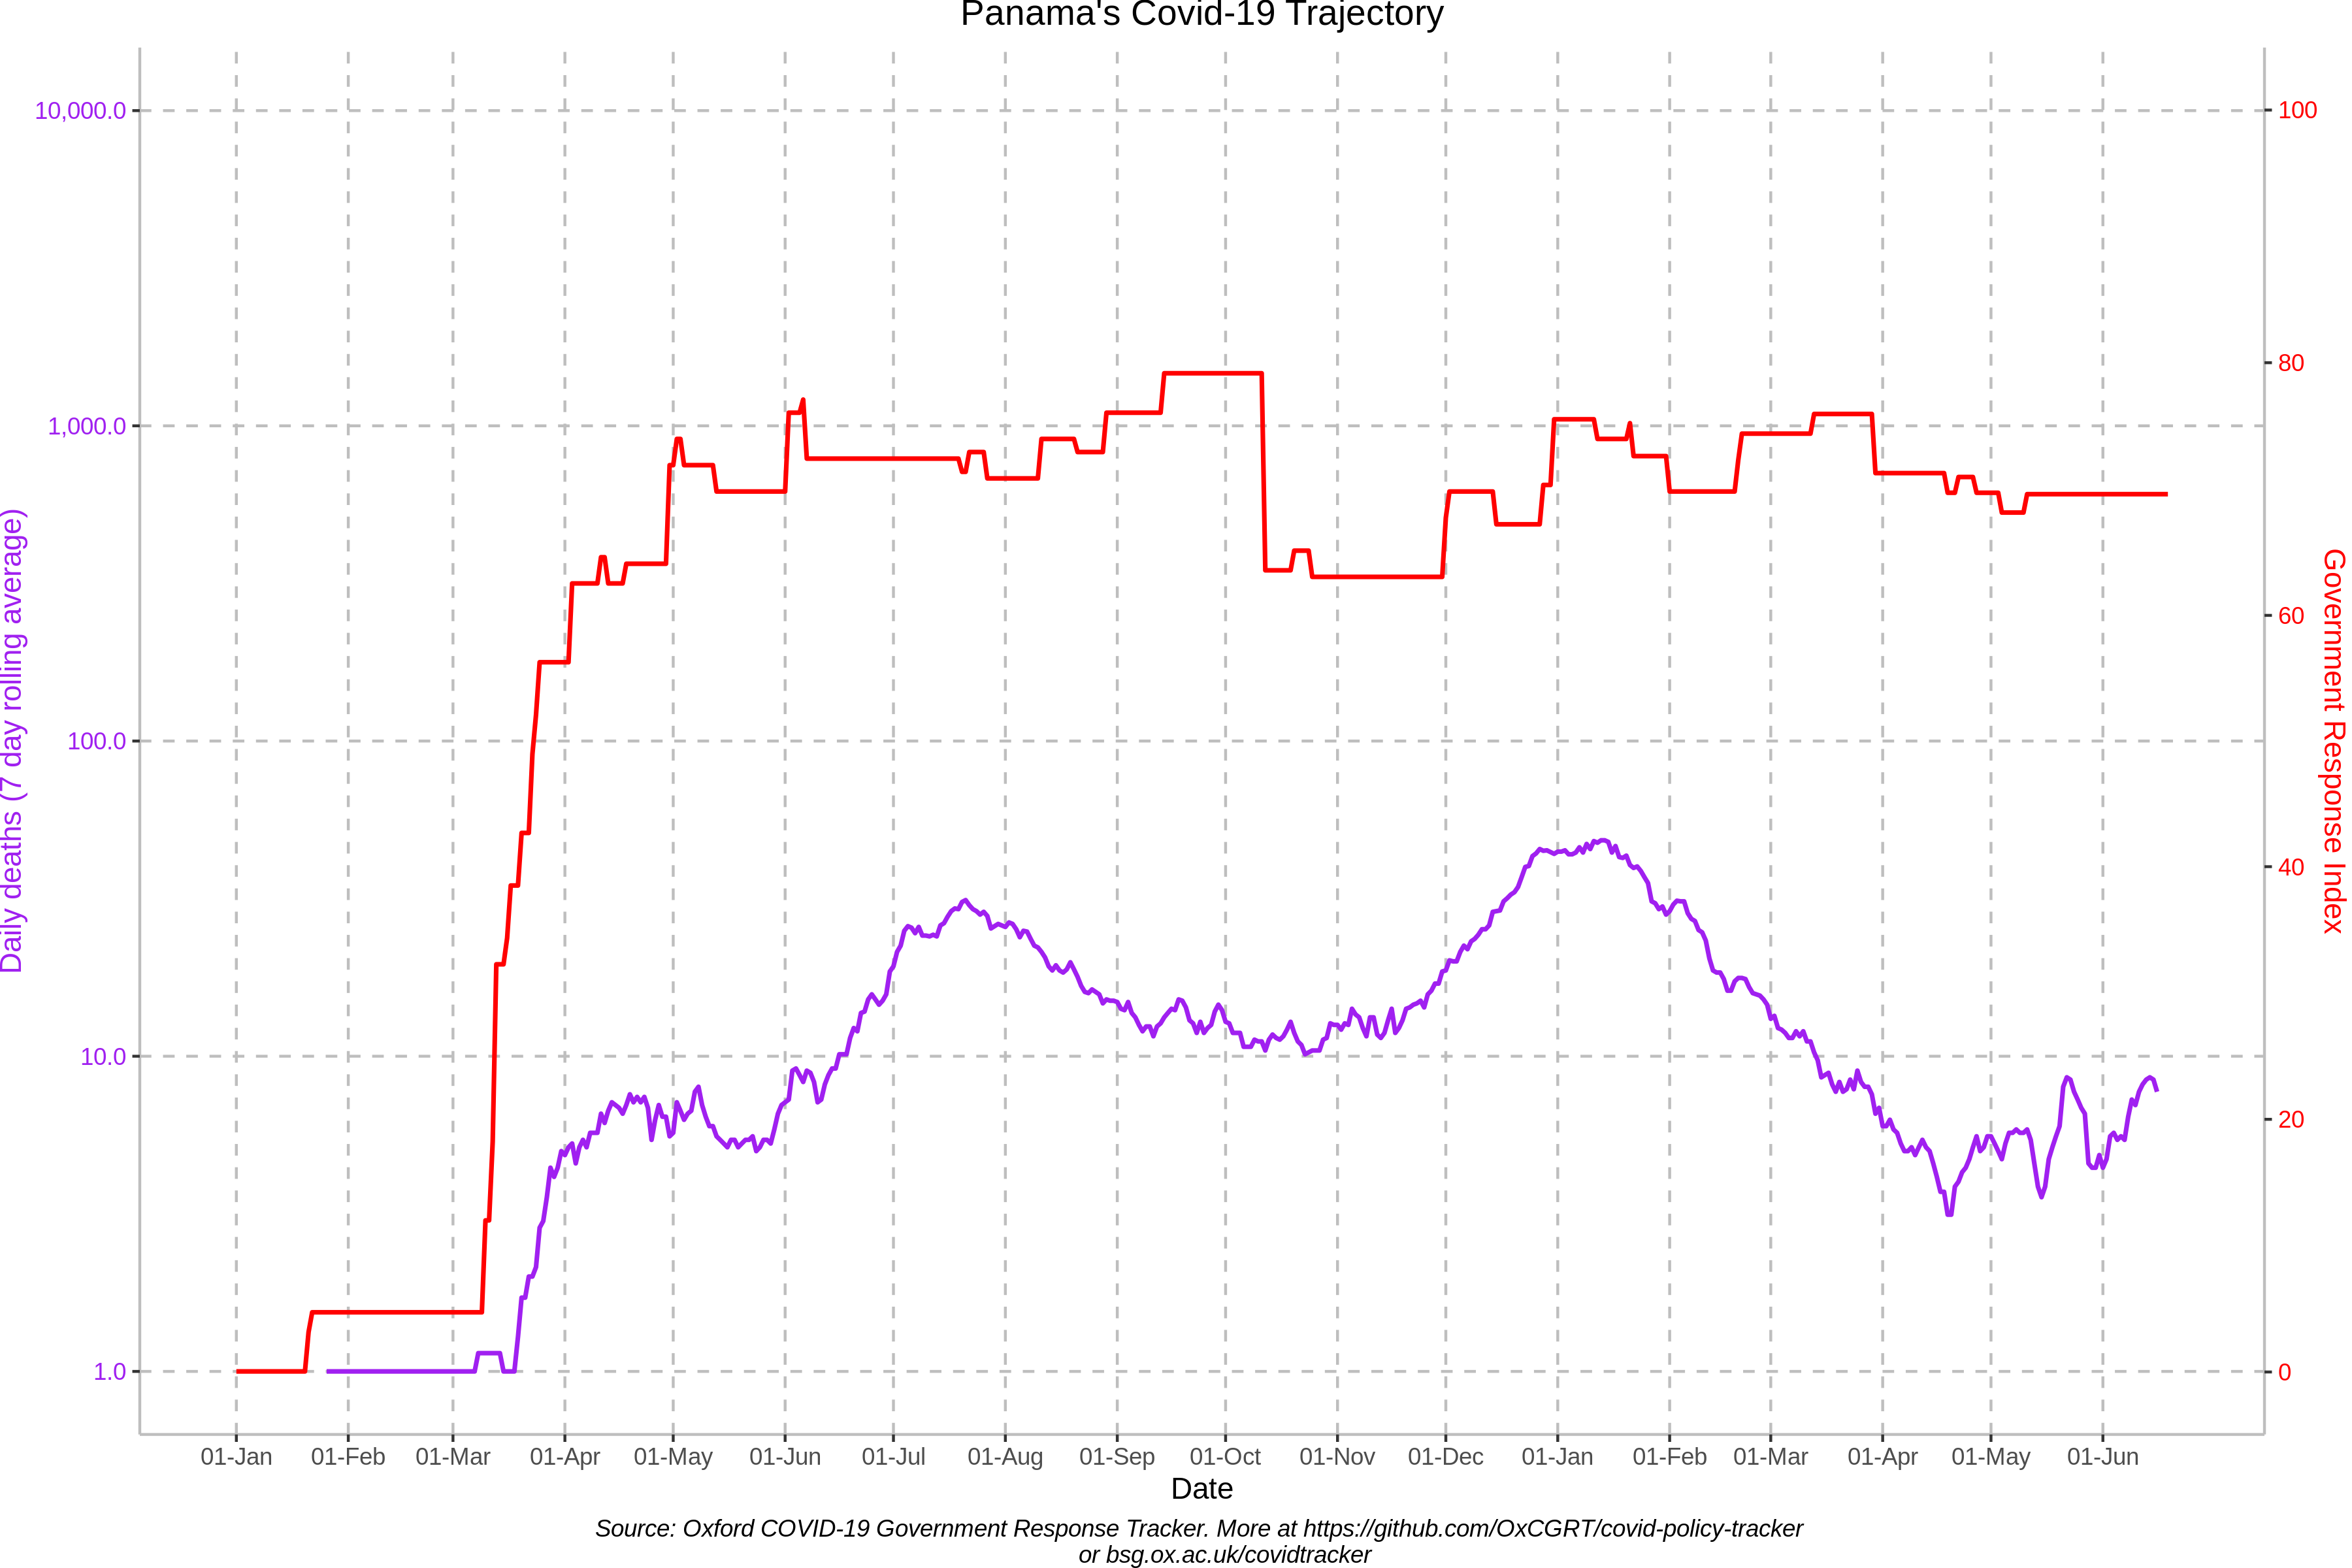 Panama's Covid-19 Trajectory
10,000.0
1,000.0
100.0
10.0
1.0
Daily deaths (7 day rolling average)
100
80
60
40
20
0
Government Response Index
01-Jan 01-Feb 01-Mar 01-Apr 01-May 01-Jun 01-Jul 01-Aug 01-Sep 01-Oct 01-Nov 01-Dec 01-Jan 01-Feb 01-Mar 01-Apr 01-May 01-Jun
Date
Source: Oxford COVID-19 Government Response Tracker. More at https://github.com/OxCGRT/covid-policy-tracker
or bsg.ox.ac.uk/covidtracker